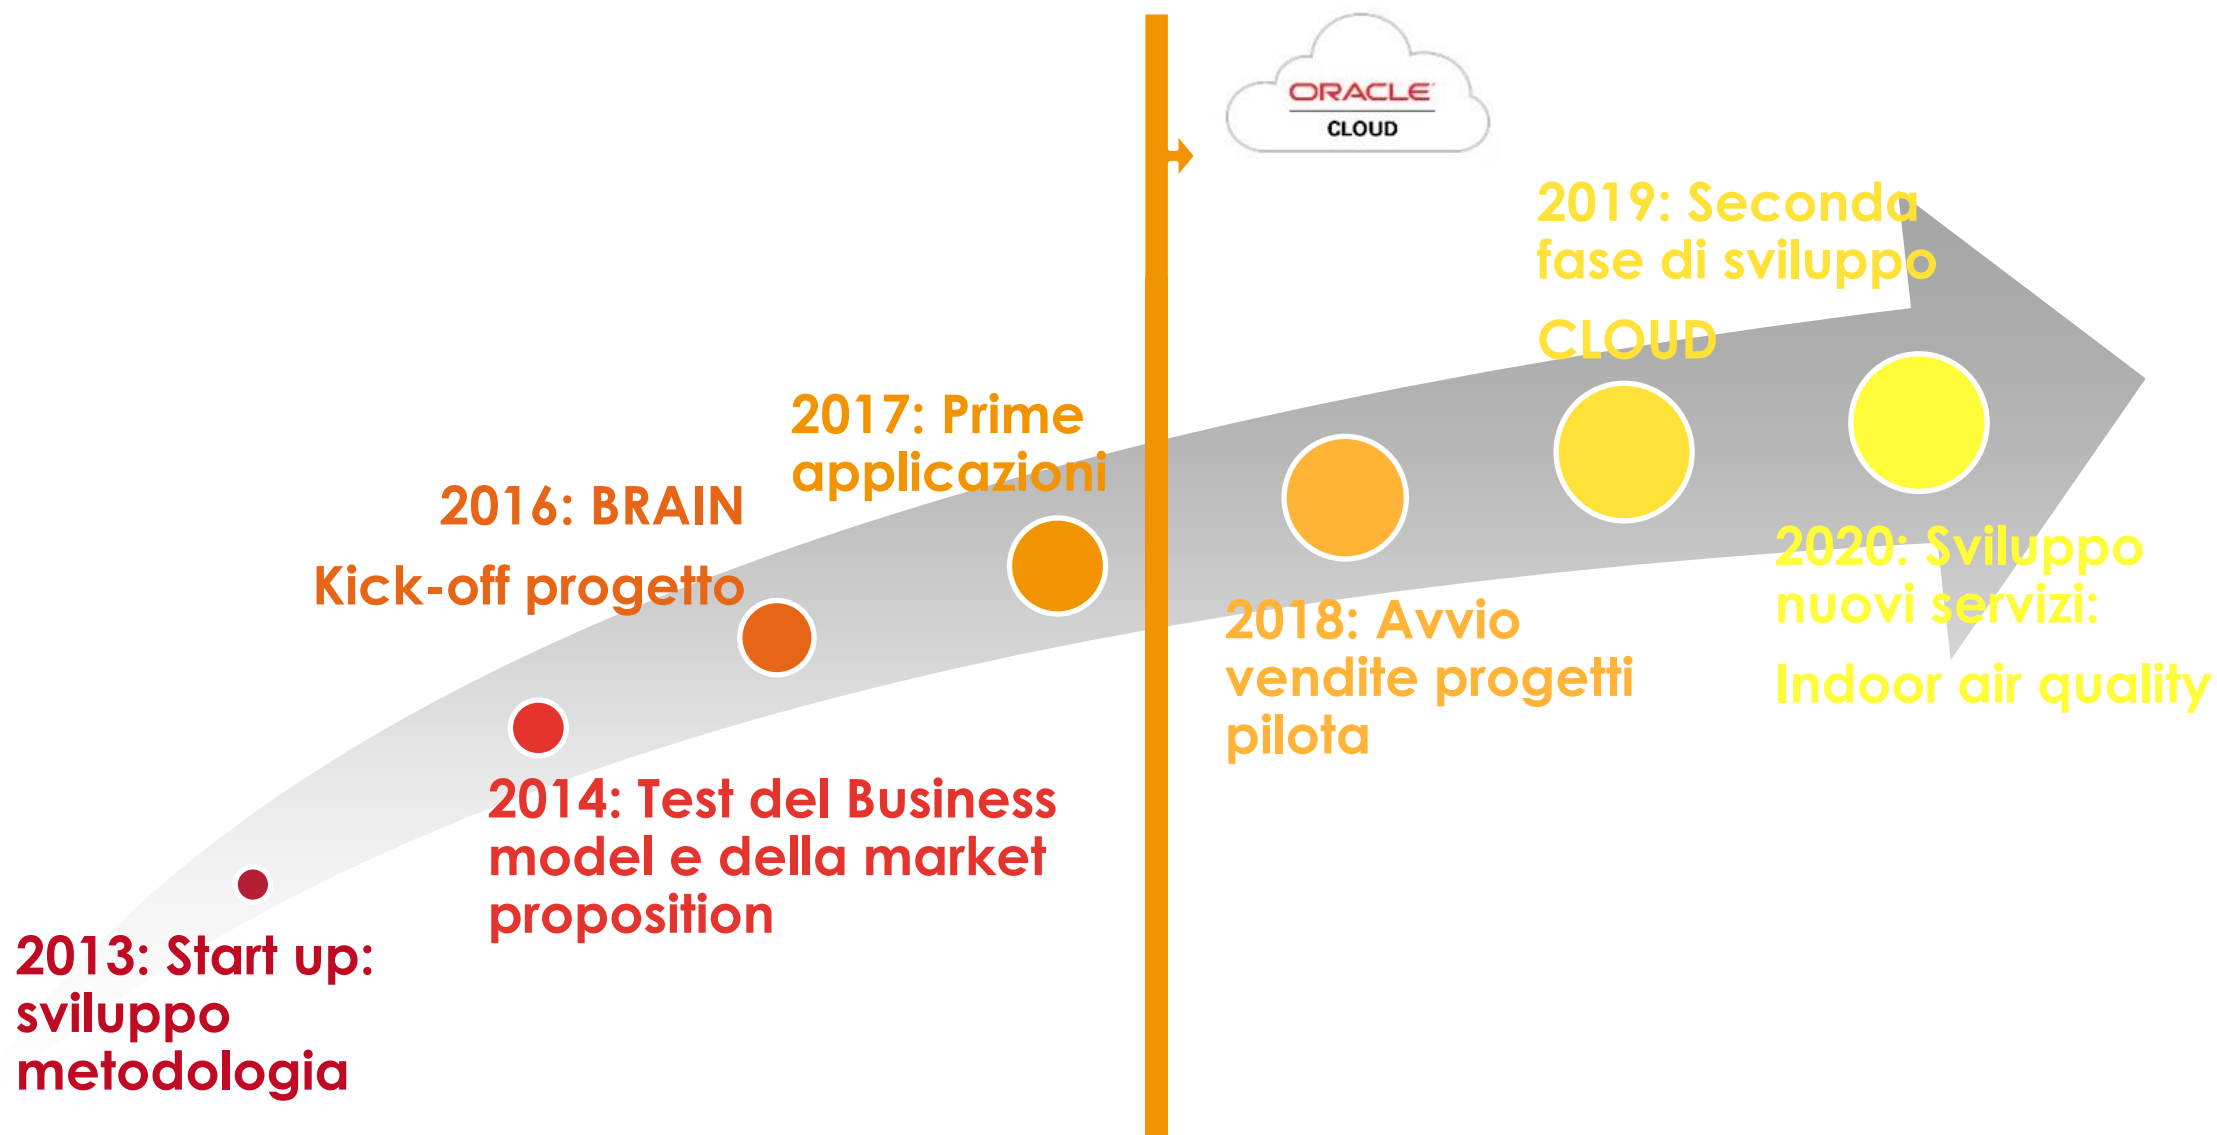 ORACLE
CLOUD
2013: Start up:
sviluppo
metodologia
2014: Test del Business
model e della market
proposition
2016: BRAIN
Kick-off progetto
2017: Prime
applicazioni
2018: Avvio
vendite progetti
pilota
2019: Seconda
fase di sviluppo
CLOUD
2020: Sviluppo
nuovi servizi:
Indoor air quality